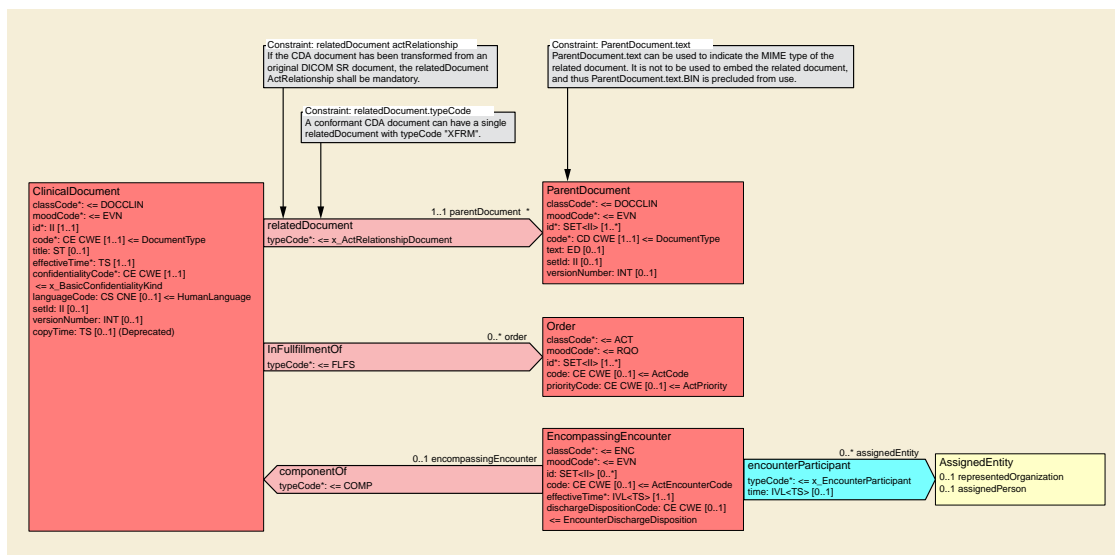 Constraint: relatedDocument actRelationship
If the CDA document has been transformed from an
original DICOM SR document, the relatedDocument
ActRelationship shall be mandatory.
Constraint: ParentDocument.text
ParentDocument.text can be used to indicate the MIME type of the
related document. It is not to be used to embed the related document,
and thus ParentDocument.text.BIN is precluded from use.
Constraint: relatedDocument.typeCode
A conformant CDA document can have a single
relatedDocument with typeCode "XFRM".
ClinicalDocument
classCode*: <= DOCCLIN
moodCode*: <= EVN
id*: II [1..1]
code*: CE CWE [1..1] <= DocumentType
title: ST [0..1]
effectiveTime*: TS [1..1]
confidentialityCode*: CE CWE [1..1]
<= x_BasicConfidentialityKind
languageCode: CS CNE [0..1] <= HumanLanguage
setId: II [0..1]
versionNumber: INT [0..1]
copyTime: TS [0..1] (Deprecated)
1..1 parentDocument *
relatedDocument
typeCode*: <= x_ActRelationshipDocument
ParentDocument
classCode*: <= DOCCLIN
moodCode*: <= EVN
id*: SET<II> [1..*]
code*: CD CWE [1..1] <= DocumentType
text: ED [0..1]
setId: II [0..1]
versionNumber: INT [0..1]
0..* order
InFullfillmentOf
typeCode*: <= FLFS
Order
classCode*: <= ACT
moodCode*: <= RQO
id*: SET<II> [1..*]
code: CE CWE [0..1] <= ActCode
priorityCode: CE CWE [0..1] <= ActPriority
0..1 encompassingEncounter
componentOf
typeCode*: <= COMP
EncompassingEncounter
classCode*: <= ENC
moodCode*: <= EVN
id: SET<II> [0..*]
code: CE CWE [0..1] <= ActEncounterCode
effectiveTime*: IVL<TS> [1..1]
dischargeDispositionCode: CE CWE [0..1]
<= EncounterDischargeDisposition
0..* assignedEntity
encounterParticipant
typeCode*: <= x_EncounterParticipant
time: IVL<TS> [0..1]
AssignedEntity
0..1 representedOrganization
0..1 assignedPerson